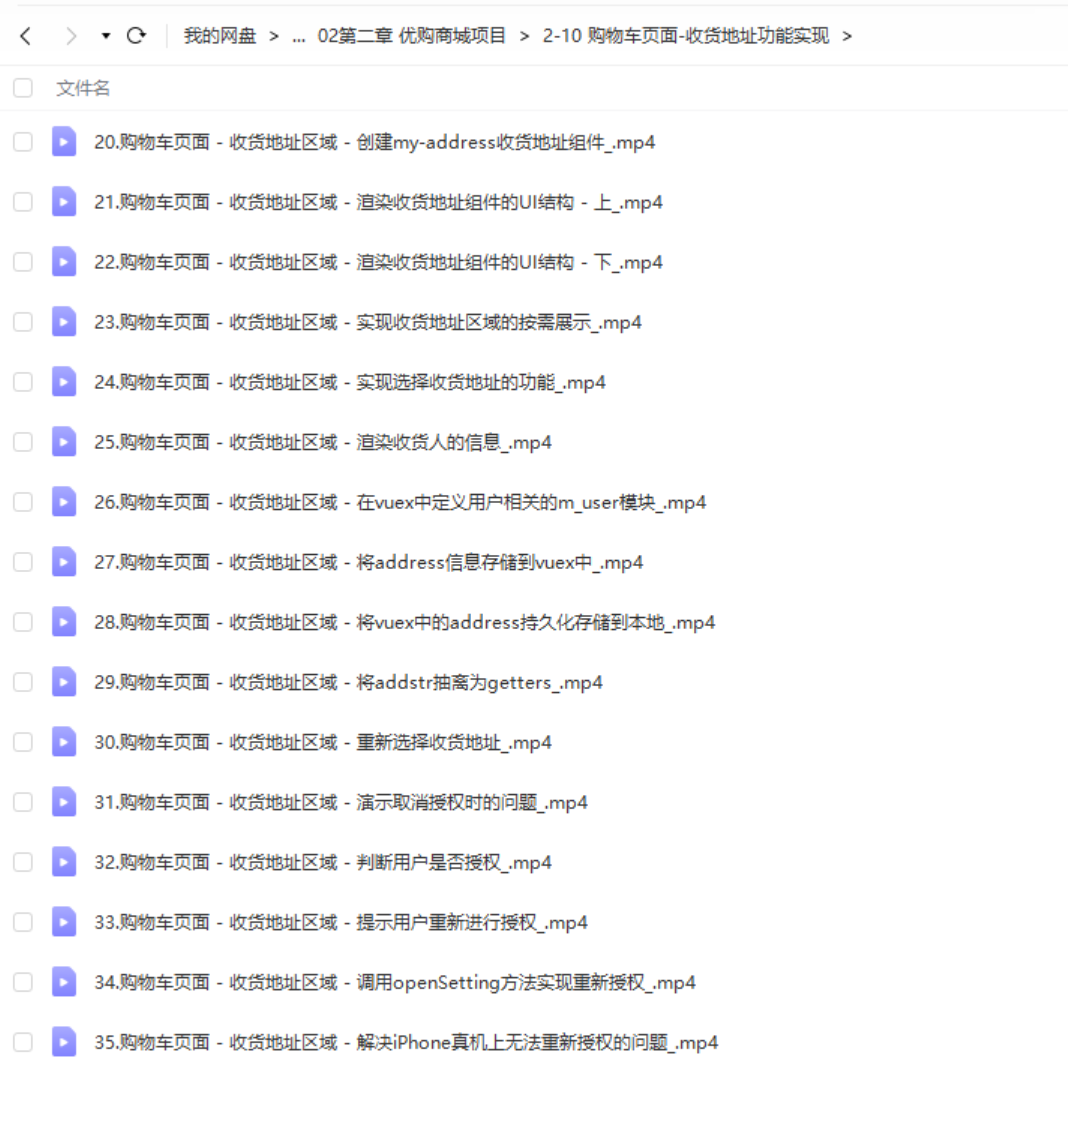 我的网盘 > ... 02第二章 优购商城项目 > 2-10 购物车页面-收货地址功能实现 >
文件名
20.购物车页面 - 收货地址区域 - 创建my-address收货地址组件_.mp4
21.购物车页面 - 收货地址区域 - 渲染收货地址组件的UI结构 - 上_.mp4
22.购物车页面 - 收货地址区域 - 渲染收货地址组件的UI结构 - 下_.mp4
23.购物车页面 - 收货地址区域 - 实现收货地址区域的按需展示_.mp4
24.购物车页面 - 收货地址区域 - 实现选择收货地址的功能_.mp4
25.购物车页面 - 收货地址区域 - 渲染收货人的信息_.mp4
26.购物车页面 - 收货地址区域 - 在vuex中定义用户相关的m_user模块_.mp4
27.购物车页面 - 收货地址区域 - 将address信息存储到vuex中_.mp4
28.购物车页面 - 收货地址区域 - 将vuex中的address持久化存储到本地_.mp4
29.购物车页面 - 收货地址区域 - 将addstr抽离为getters_.mp4
30.购物车页面 - 收货地址区域 - 重新选择收货地址_.mp4
31.购物车页面 - 收货地址区域 - 演示取消授权时的问题_.mp4
32.购物车页面 - 收货地址区域 - 判断用户是否授权_.mp4
33.购物车页面 - 收货地址区域 - 提示用户重新进行授权_.mp4
34.购物车页面 - 收货地址区域 - 调用openSetting方法实现重新授权_.mp4
35.购物车页面 - 收货地址区域 - 解决iPhone真机上无法重新授权的问题_.mp4